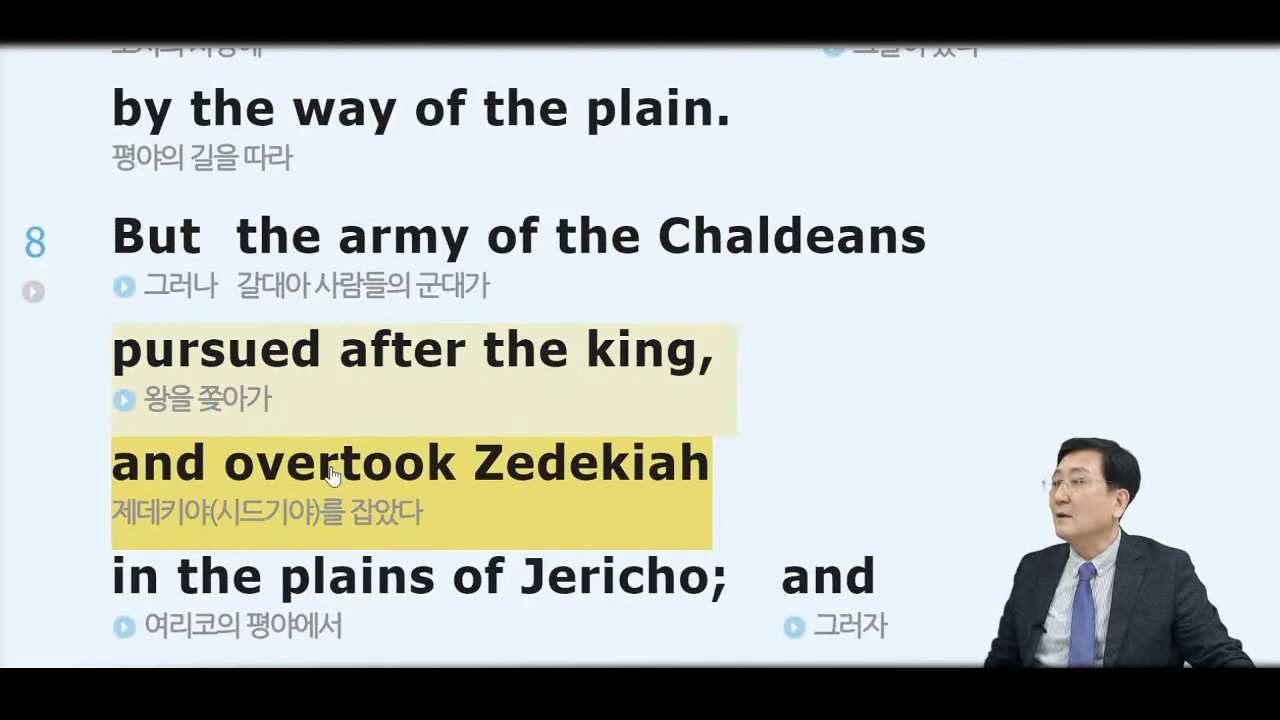 by the way of the plain.
평야의 길을 따라
8 But the army of the Chaldeans
그러나 갈대아 사람들의 군대가
pursued after the king,
왕을 쫓아가
and overtook Zedekiah
제데키야(시드기야)를 잡았다
in the plains of Jericho; and
여리코의 평야에서 그러자